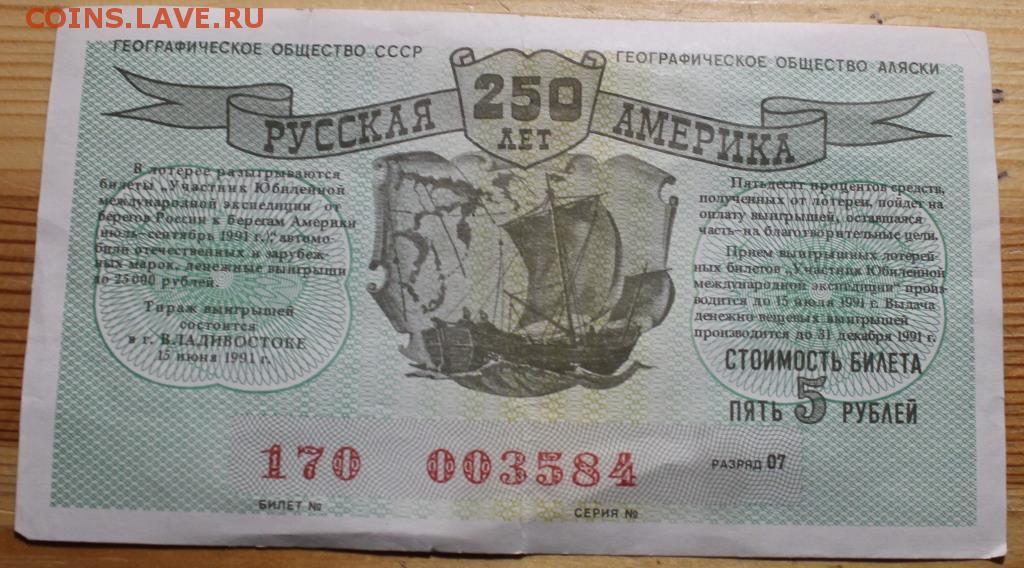 COINS.LAVE.RU
ГЕОГРАФИЧЕСКОЕ ОБЩЕСТВО СССР
ГЕОГРАФИЧЕСКОЕ ОБЩЕСТВО АЛЯСКИ
РУССКАЯ
250
ЛЕТ
АМЕРИКА
В лотерее разыгрываются
билеты „Участник Юбилейной
международной экспедиции от
берегов России к берегам Америки
(июль-сентябрь 1991 г.)", автомо-
били отечественных и зарубеж-
ных марок, денежные выигрыши
до 25000 рублей.
Тираж выигрышей
состоится
в г. ВЛАДИВОСТОКЕ
15 июня 1991 г.
Пятьдесят процентов средств,
полученных от лотереи, пойдет на
оплату выигрышей, оставшаяся
часть-на благотворительные цели.
Прием выигрышных лотерей-
ных билетов „Участник Юбилейной
международной экспедиции" произ-
водится до 15 июля 1991 г. Выдача
денежно-вещевых выигрышей
производится до 31 декабря 1991 г.
СТОИМОСТЬ БИЛЕТА
ПЯТЬ 5 РУБЛЕЙ
170 003584
РАЗРЯД 07
БИЛЕТ №
СЕРИЯ №